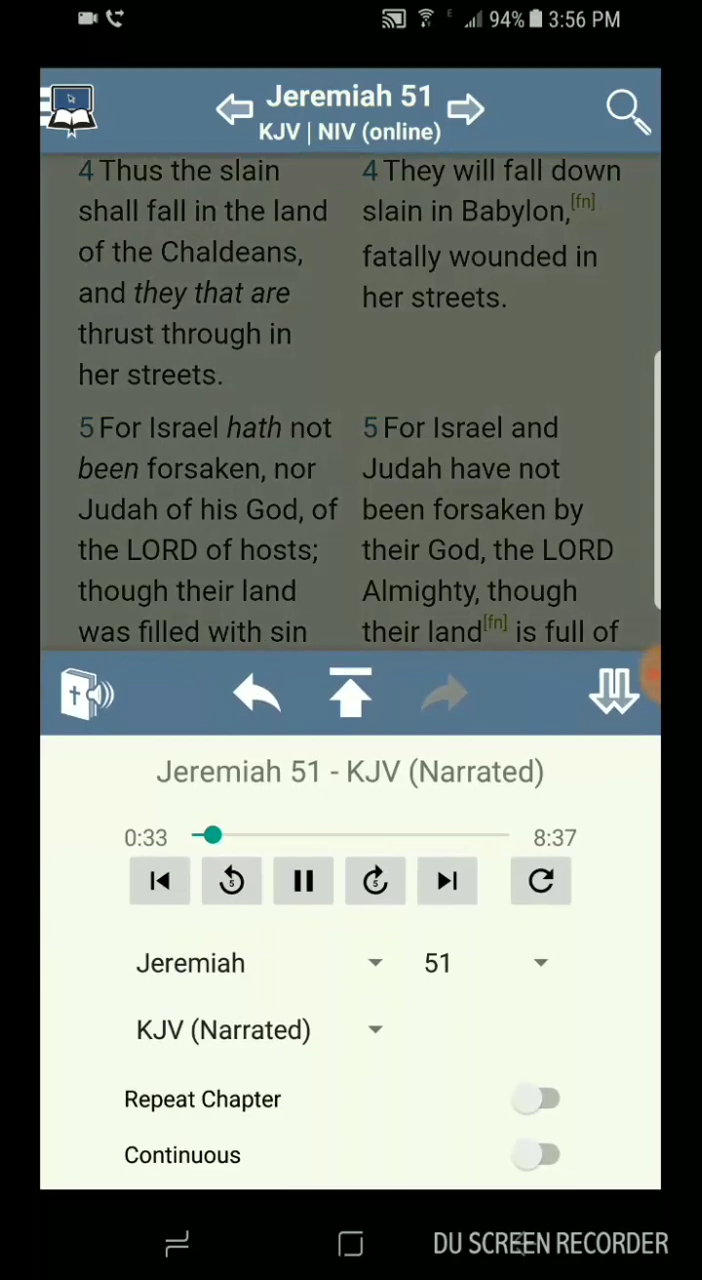 94% 3:56 PM
Jeremiah 51
KJV | NIV (online)
4 Thus the slain
shall fall in the land
of the Chaldeans,
and they that are
thrust through in
her streets.
4 They will fall down
slain in Babylon,[fn]
fatally wounded in
her streets.
5 For Israel hath not
been forsaken, nor
Judah of his God, of
the LORD of hosts;
though their land
was filled with sin
5 For Israel and
Judah have not
been forsaken by
their God, the LORD
Almighty, though
their land[fn] is full of
Jeremiah 51 - KJV (Narrated)
0:33 8:37
5 5
Jeremiah 51
KJV (Narrated)
Repeat Chapter
Continuous
DU SCREEN RECORDER